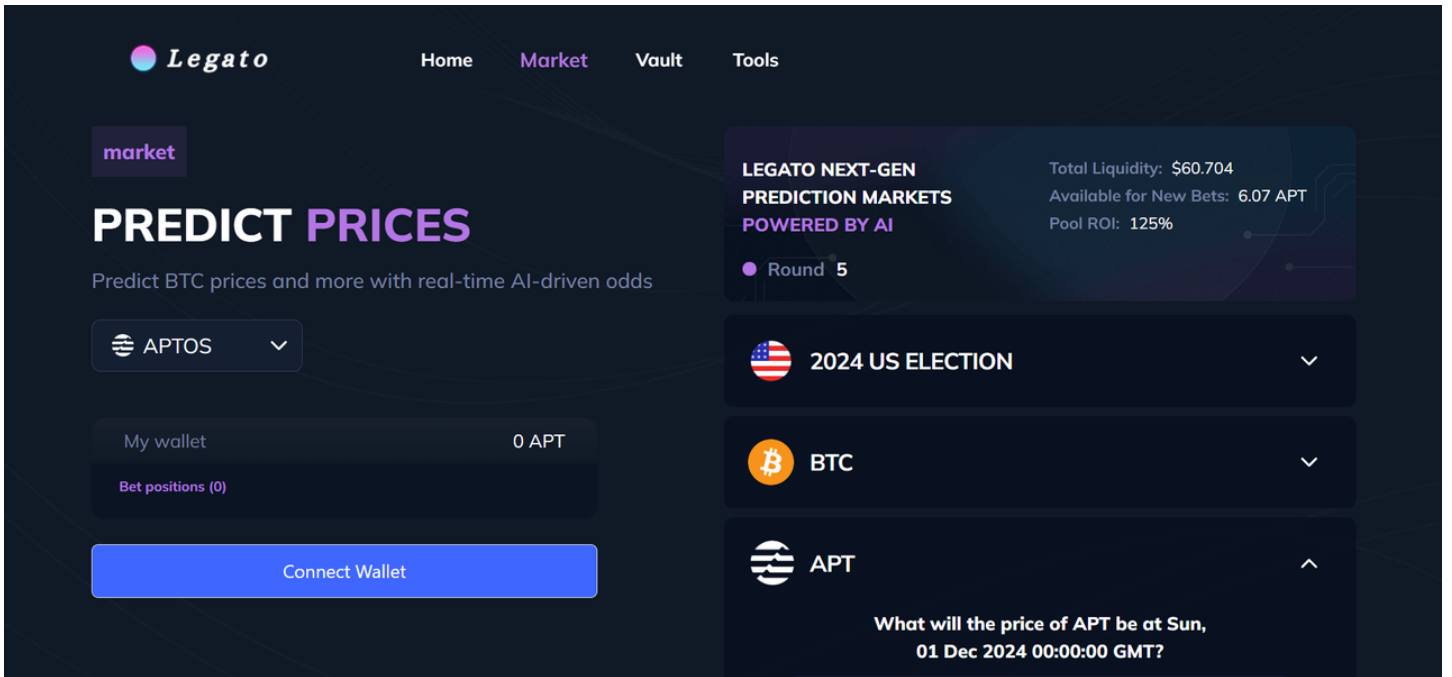 Legato
Home
Market
Vault
Tools
market
PREDICT PRICES
Predict BTC prices and more with real-time AI-driven odds
APTOS
My wallet
0 APT
Bet positions (0)
Connect Wallet
LEGATO NEXT-GEN
PREDICTION MARKETS
POWERED BY AI
Round 5
Total Liquidity: $60.704
Available for New Bets: 6.07 APT
Pool ROI: 125%
2024 US ELECTION
BTC
APT
What will the price of APT be at Sun,
01 Dec 2024 00:00:00 GMT?